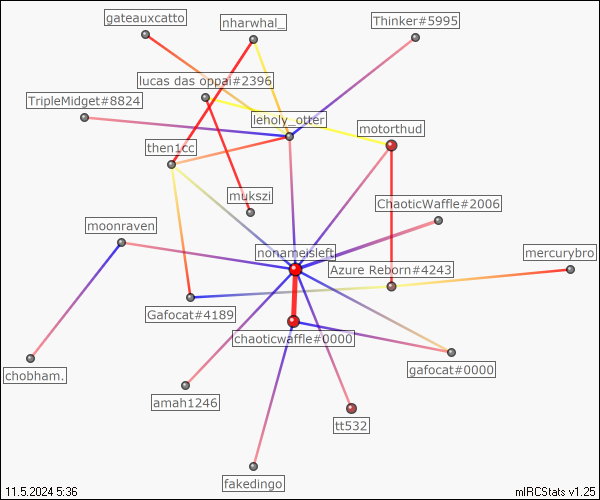 gateauxcatto
nharwhal_
Thinker#5995
lucas das oppai#2396
TripleMidget#8824
leholy_otter
motorthud
then1cc
mukszi
ChaoticWaffle#2006
moonraven
nonameisleft
mercurybro
Azure Reborn#4243
Gafocat#4189
chaoticwaffle#0000
chobham.
gafocat#0000
amah1246
tt532
fakedingo
11.5.2024 5:36
mIRCStats v1.25